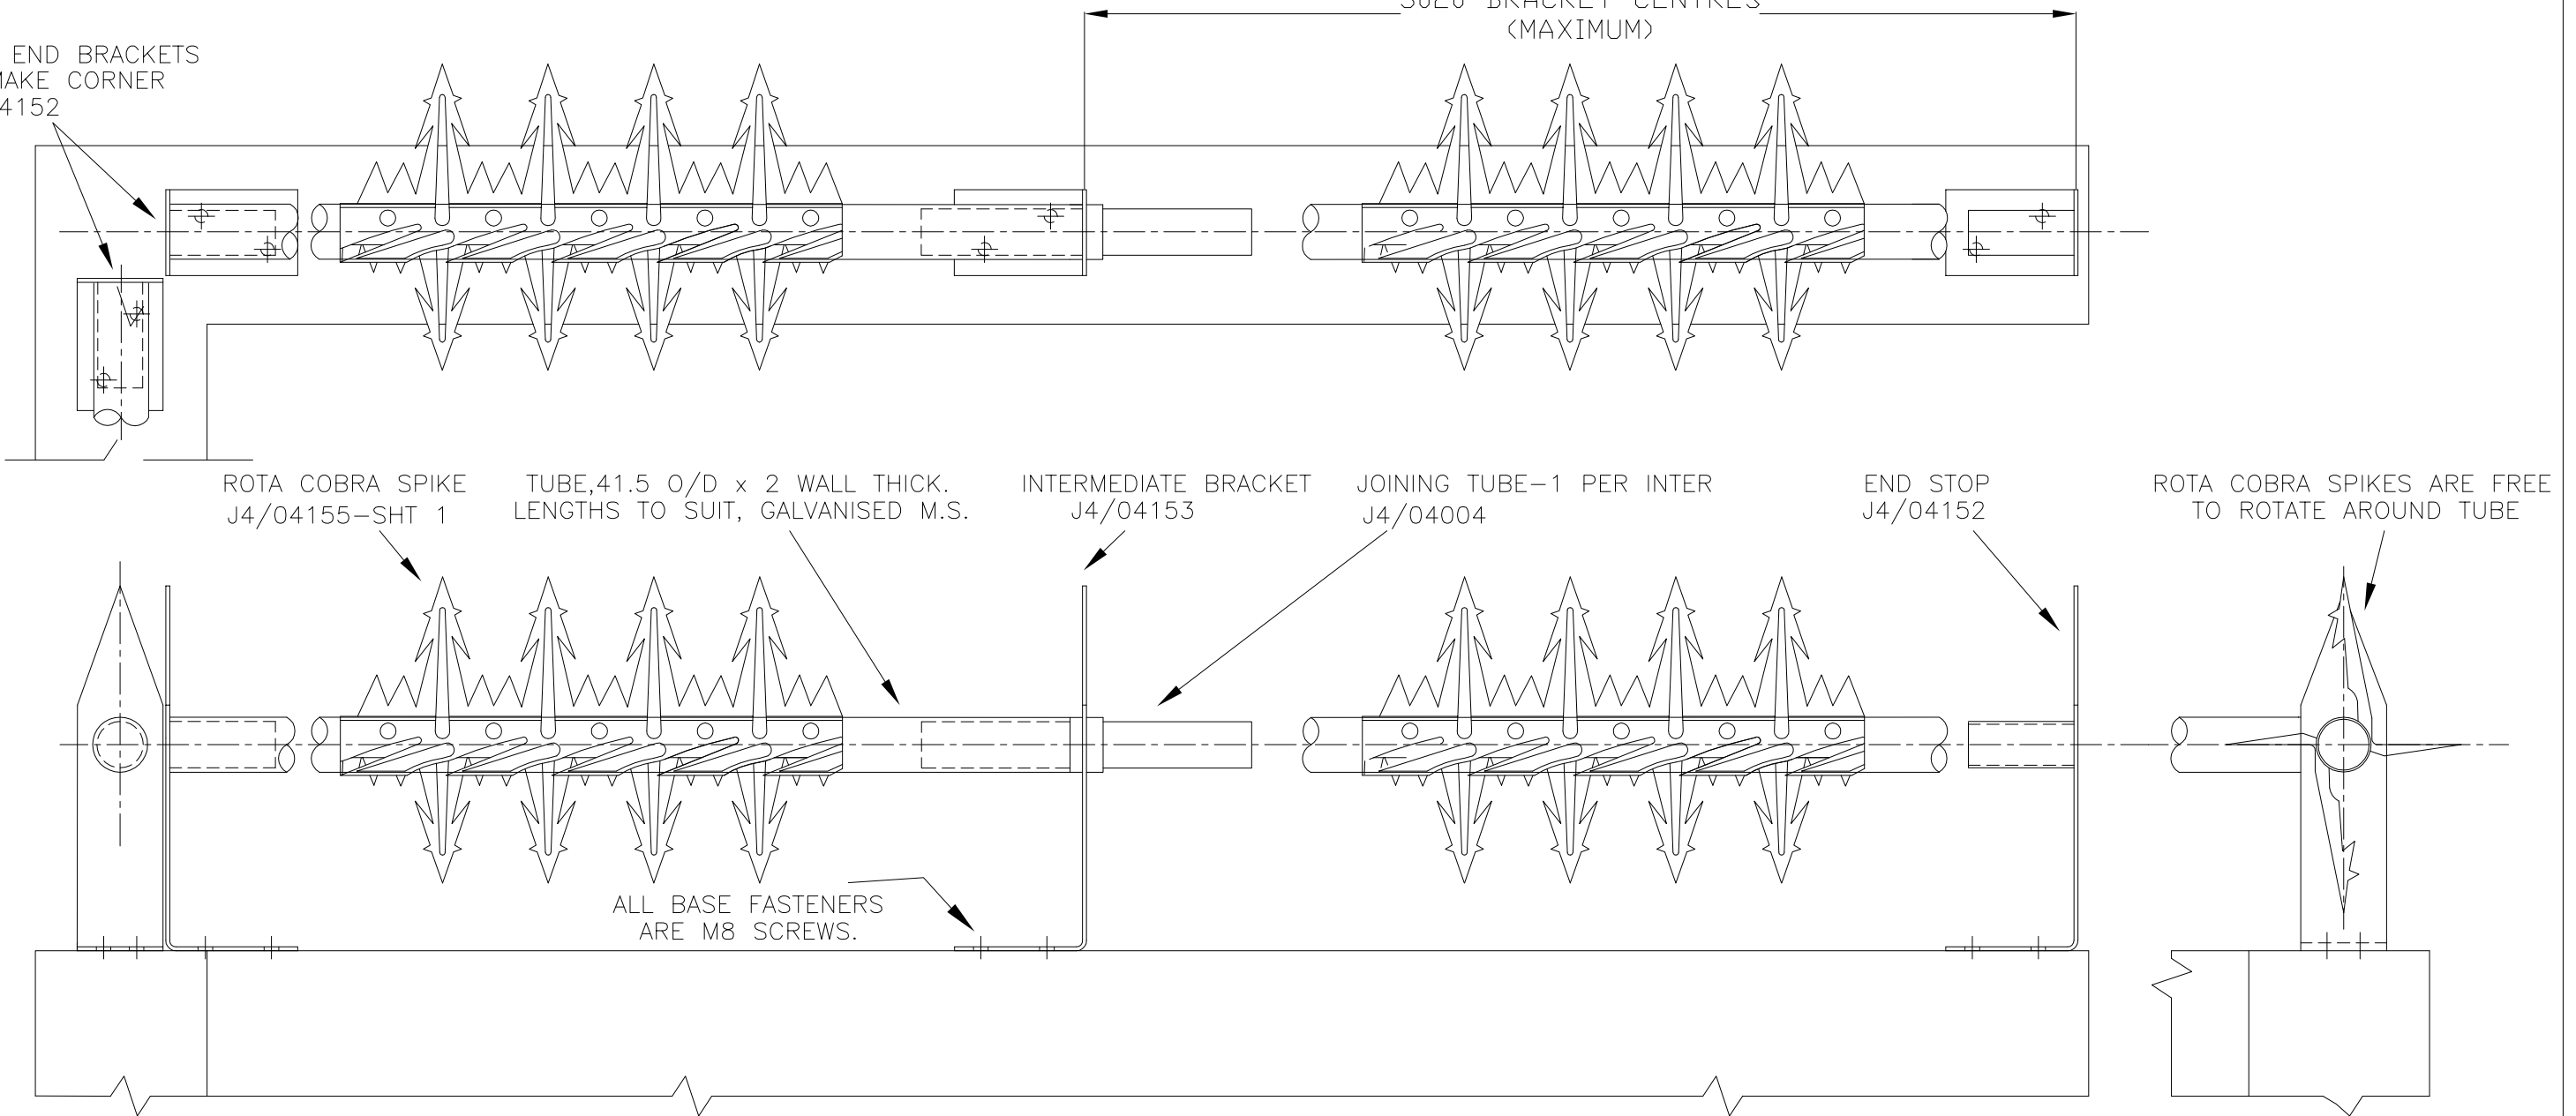 BRACKET CENTRES
(MAXIMUM)
END BRACKETS
MAKE CORNER
4152
ROTA COBRA SPIKE
J4/04155-SHT 1
TUBE,41.5 O/D x 2 WALL THICK.
LENGTHS TO SUIT, GALVANISED M.S.
INTERMEDIATE BRACKET
J4/04153
JOINING TUBE-1 PER INTER
J4/04004
END STOP
J4/04152
ROTA COBRA SPIKES ARE FREE
TO ROTATE AROUND TUBE
ALL BASE FASTENERS
ARE M8 SCREWS.